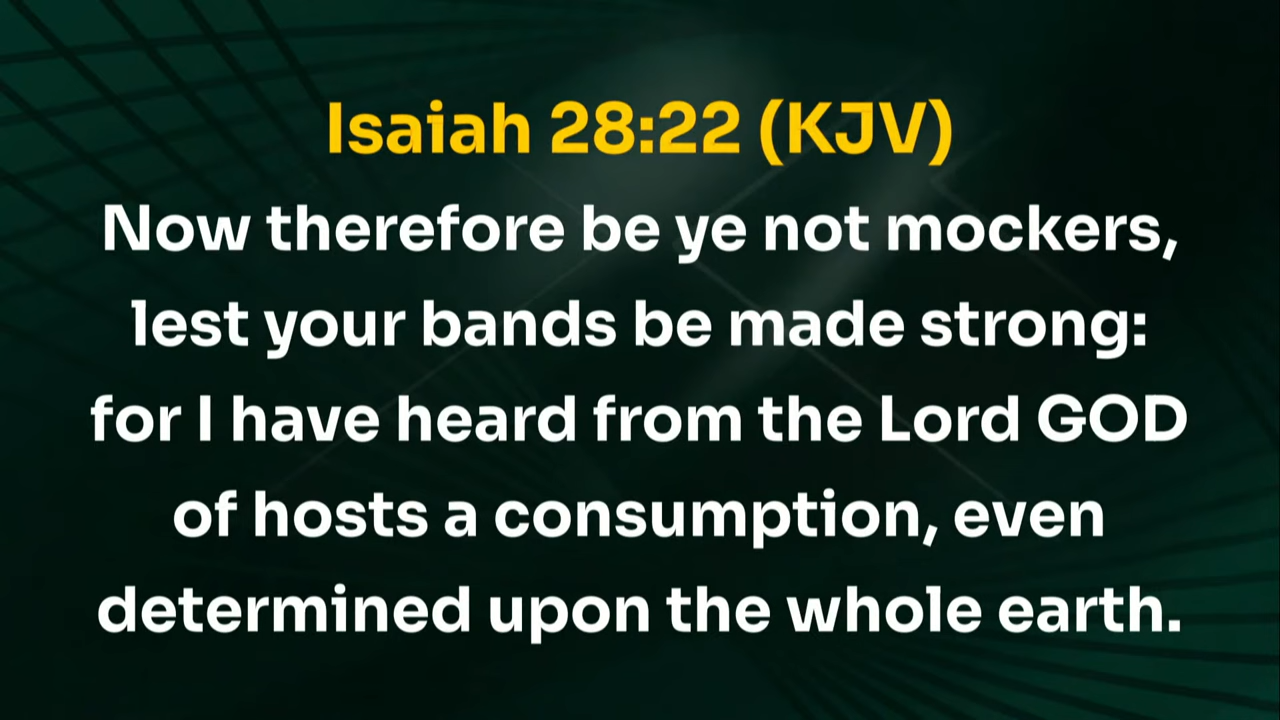 Isaiah 28:22 (KJV)
Now therefore be ye not mockers,
lest your bands be made strong:
for I have heard from the Lord GOD
of hosts a consumption, even
determined upon the whole earth.